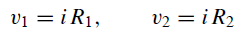 v₁ = i R₁, v₂ = i R₂